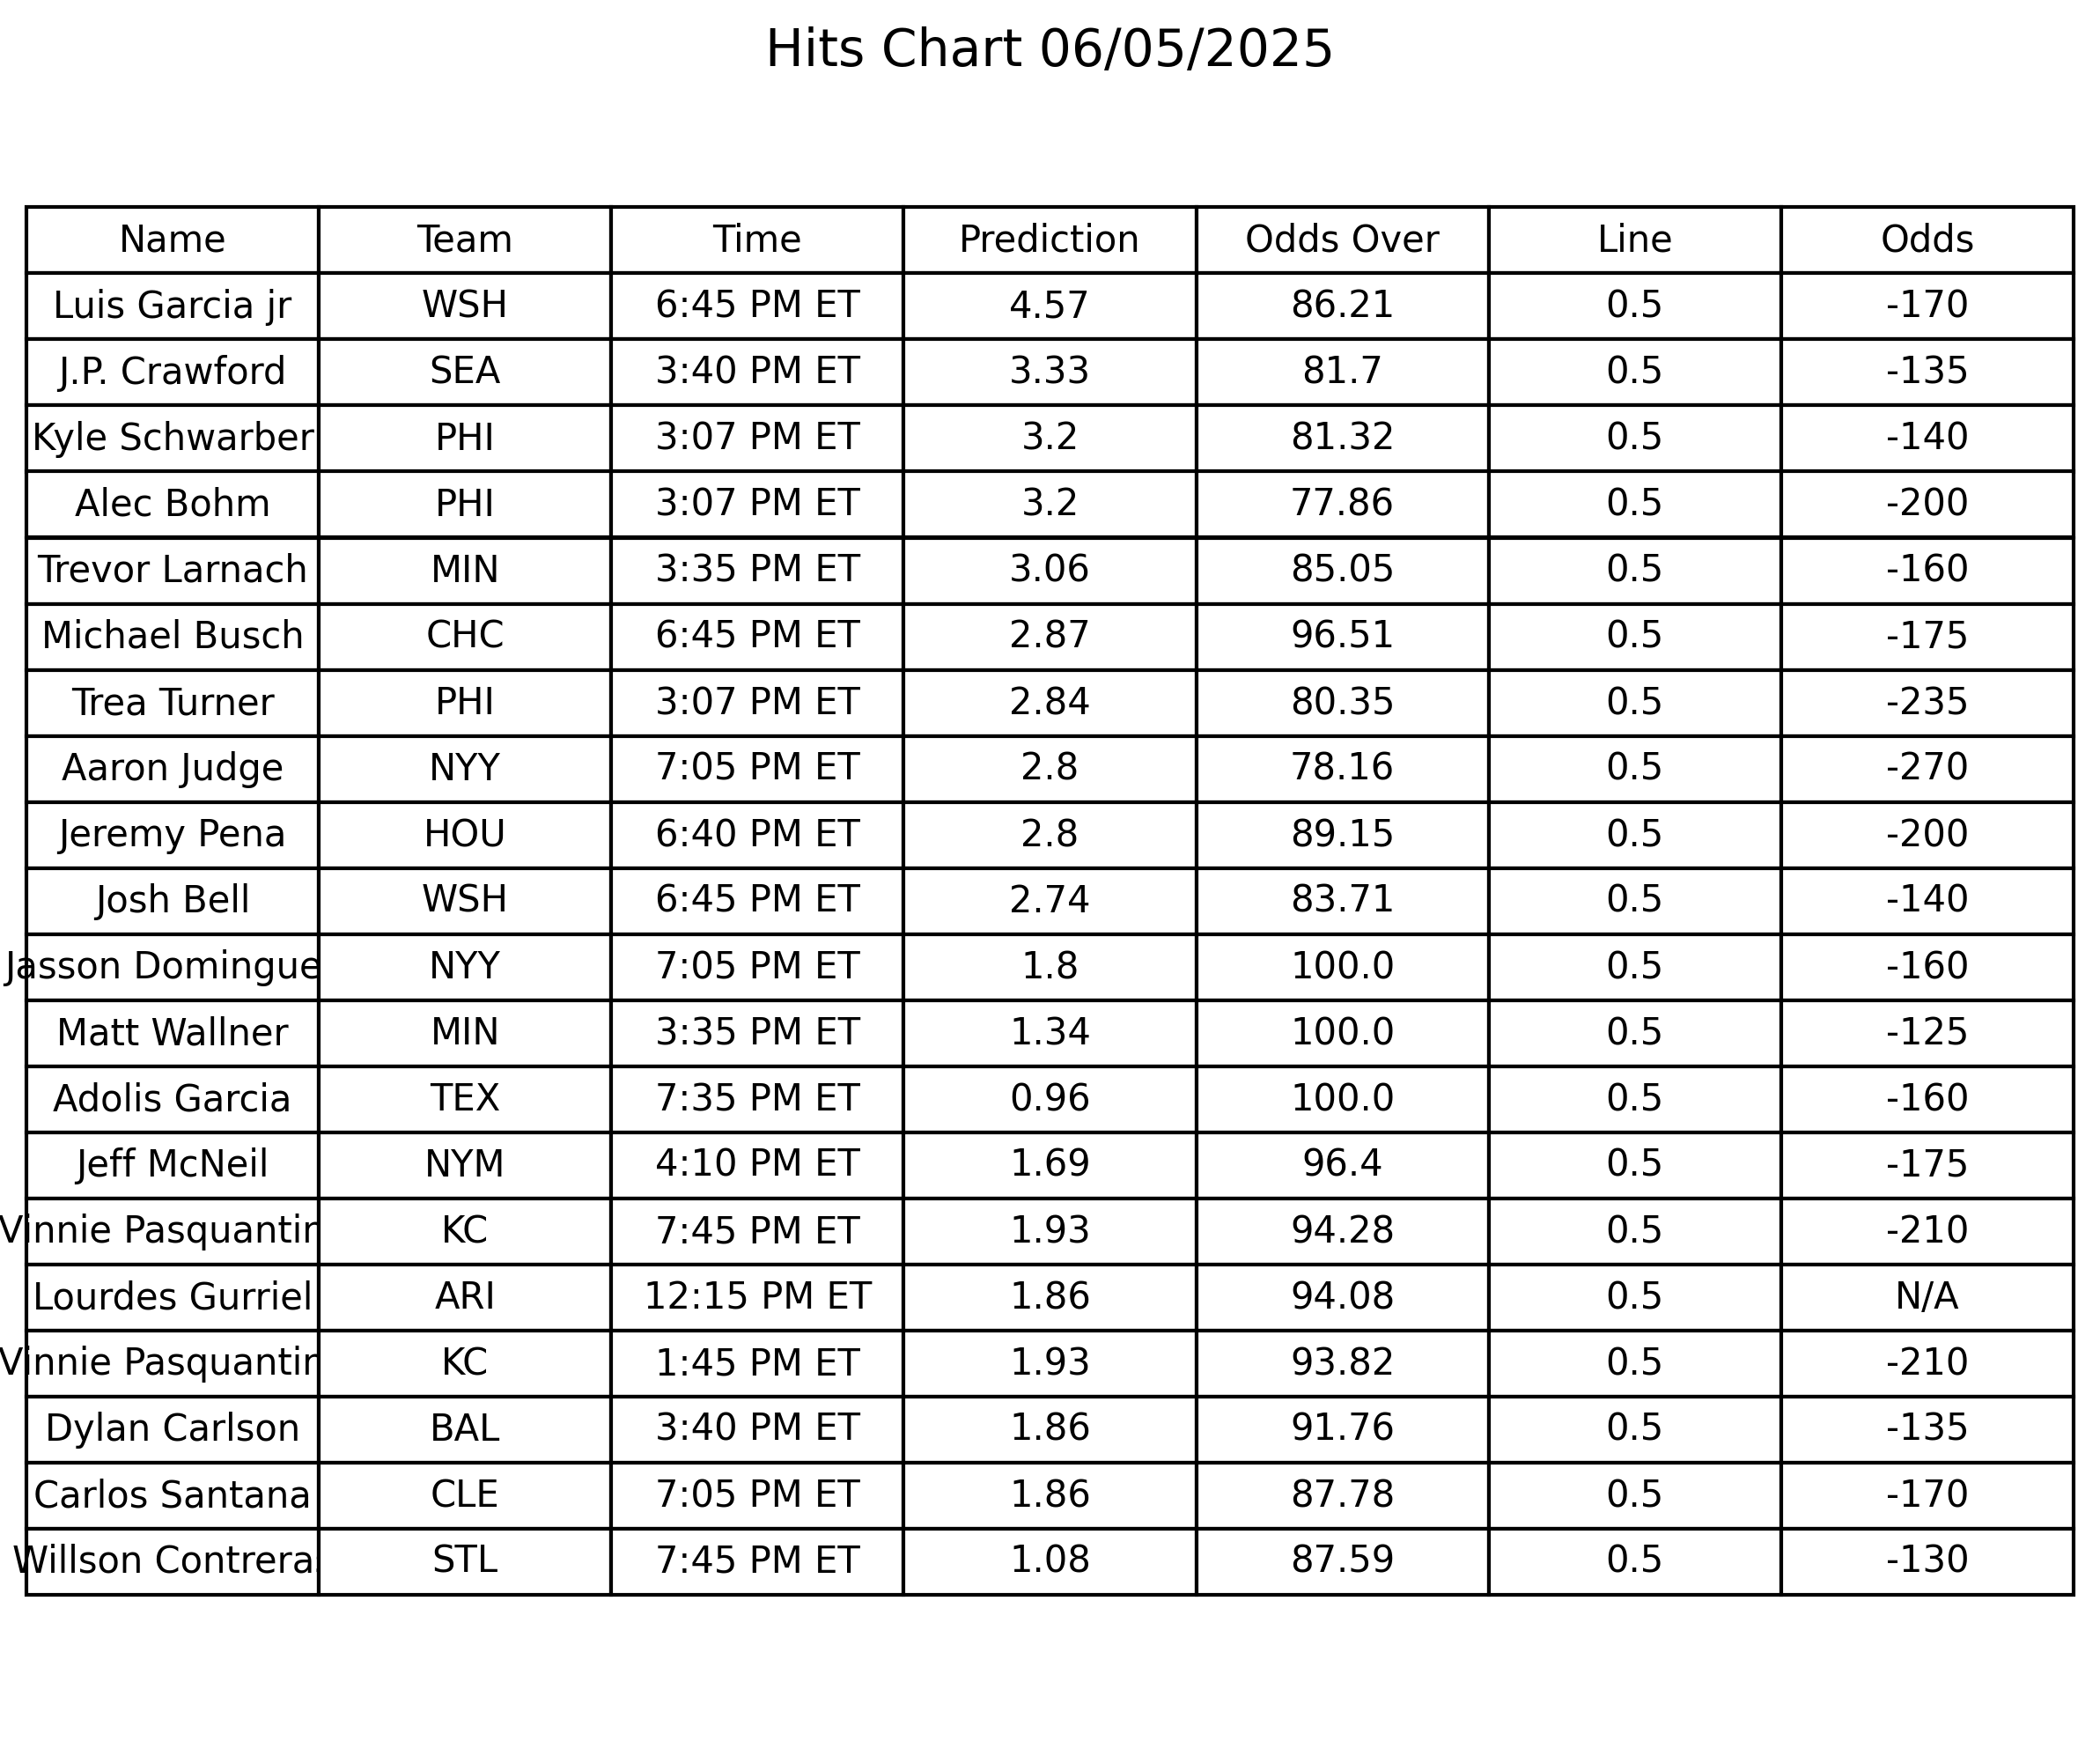 Hits Chart 06/05/2025
Name Team Time Prediction Odds Over Line Odds
Luis Garcia jr WSH 6:45 PM ET 4.57 86.21 0.5 -170
J.P. Crawford SEA 3:40 PM ET 3.33 81.7 0.5 -135
Kyle Schwarber PHI 3:07 PM ET 3.2 81.32 0.5 -140
Alec Bohm PHI 3:07 PM ET 3.2 77.86 0.5 -200
Trevor Larnach MIN 3:35 PM ET 3.06 85.05 0.5 -160
Michael Busch CHC 6:45 PM ET 2.87 96.51 0.5 -175
Trea Turner PHI 3:07 PM ET 2.84 80.35 0.5 -235
Aaron Judge NYY 7:05 PM ET 2.8 78.16 0.5 -270
Jeremy Pena HOU 6:40 PM ET 2.8 89.15 0.5 -200
Josh Bell WSH 6:45 PM ET 2.74 83.71 0.5 -140
Jasson Domingue NYY 7:05 PM ET 1.8 100.0 0.5 -160
Matt Wallner MIN 3:35 PM ET 1.34 100.0 0.5 -125
Adolis Garcia TEX 7:35 PM ET 0.96 100.0 0.5 -160
Jeff McNeil NYM 4:10 PM ET 1.69 96.4 0.5 -175
Vinnie Pasquantin KC 7:45 PM ET 1.93 94.28 0.5 -210
Lourdes Gurriel ARI 12:15 PM ET 1.86 94.08 0.5 N/A
Vinnie Pasquantin KC 1:45 PM ET 1.93 93.82 0.5 -210
Dylan Carlson BAL 3:40 PM ET 1.86 91.76 0.5 -135
Carlos Santana CLE 7:05 PM ET 1.86 87.78 0.5 -170
Willson Contreras STL 7:45 PM ET 1.08 87.59 0.5 -130